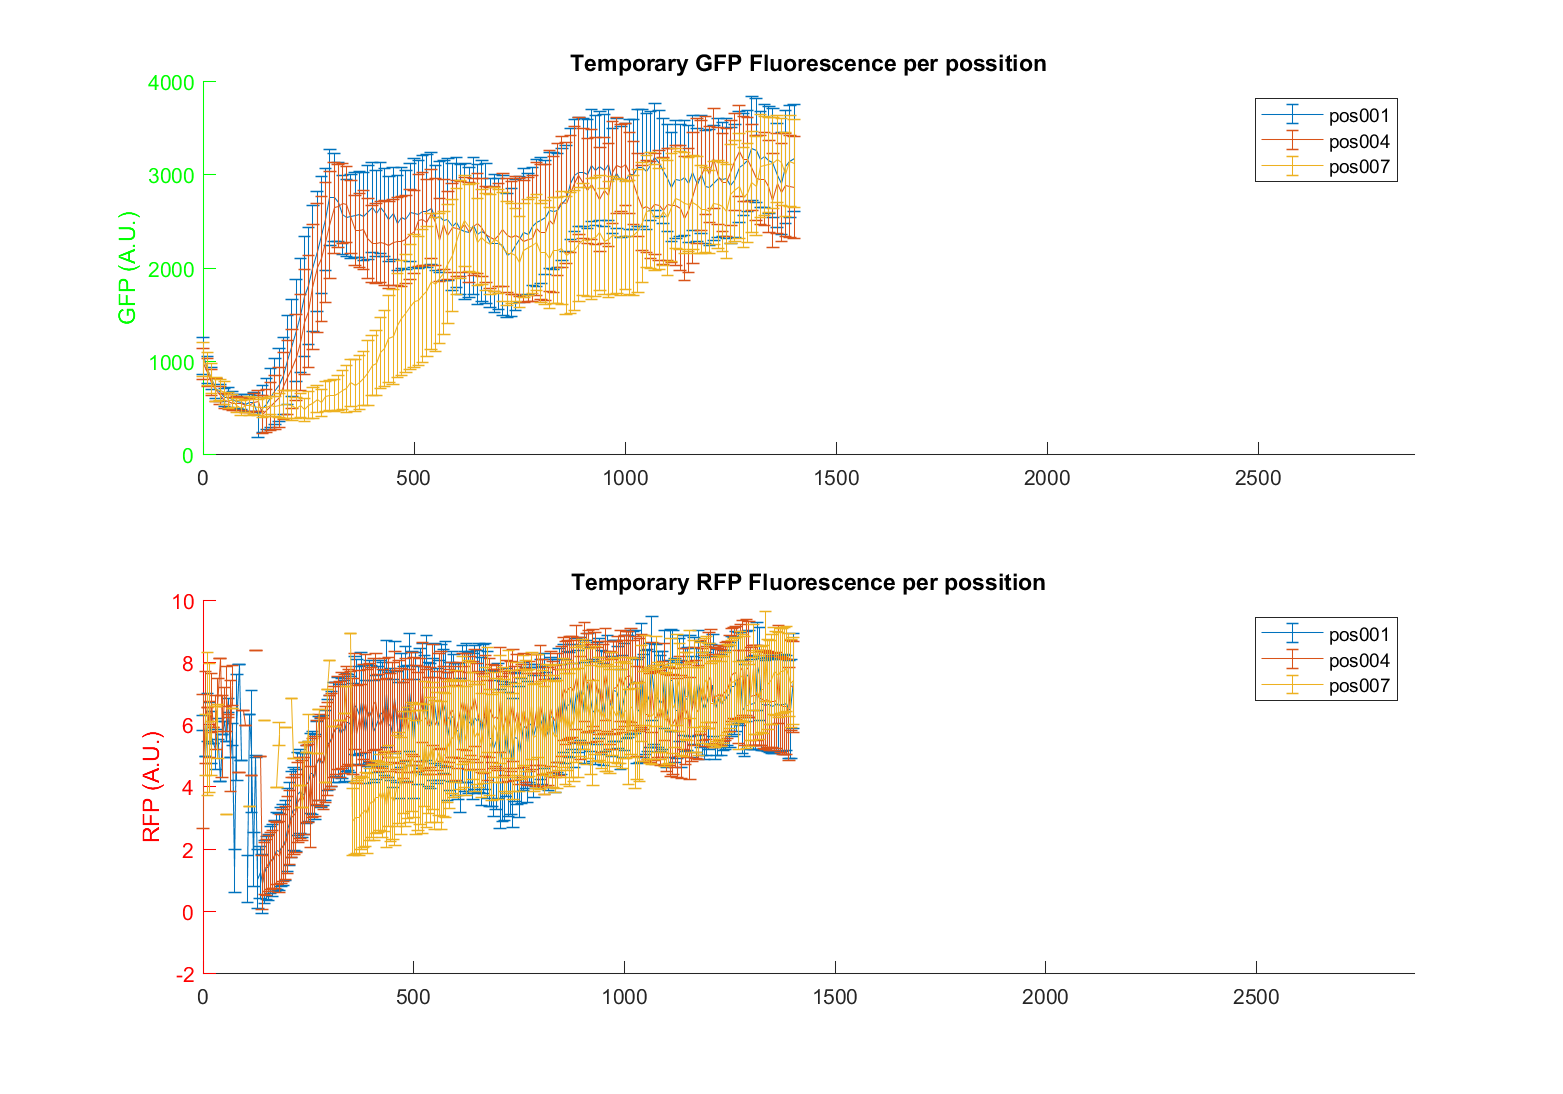 Temporary GFP Fluorescence per possition
4000
3000
2000
1000
0
GFP (A.U.)
0 500 1000 1500 2000 2500
pos001
pos004
pos007
Temporary RFP Fluorescence per possition
10
8
6
4
2
0
-2
RFP (A.U.)
0 500 1000 1500 2000 2500
pos001
pos004
pos007